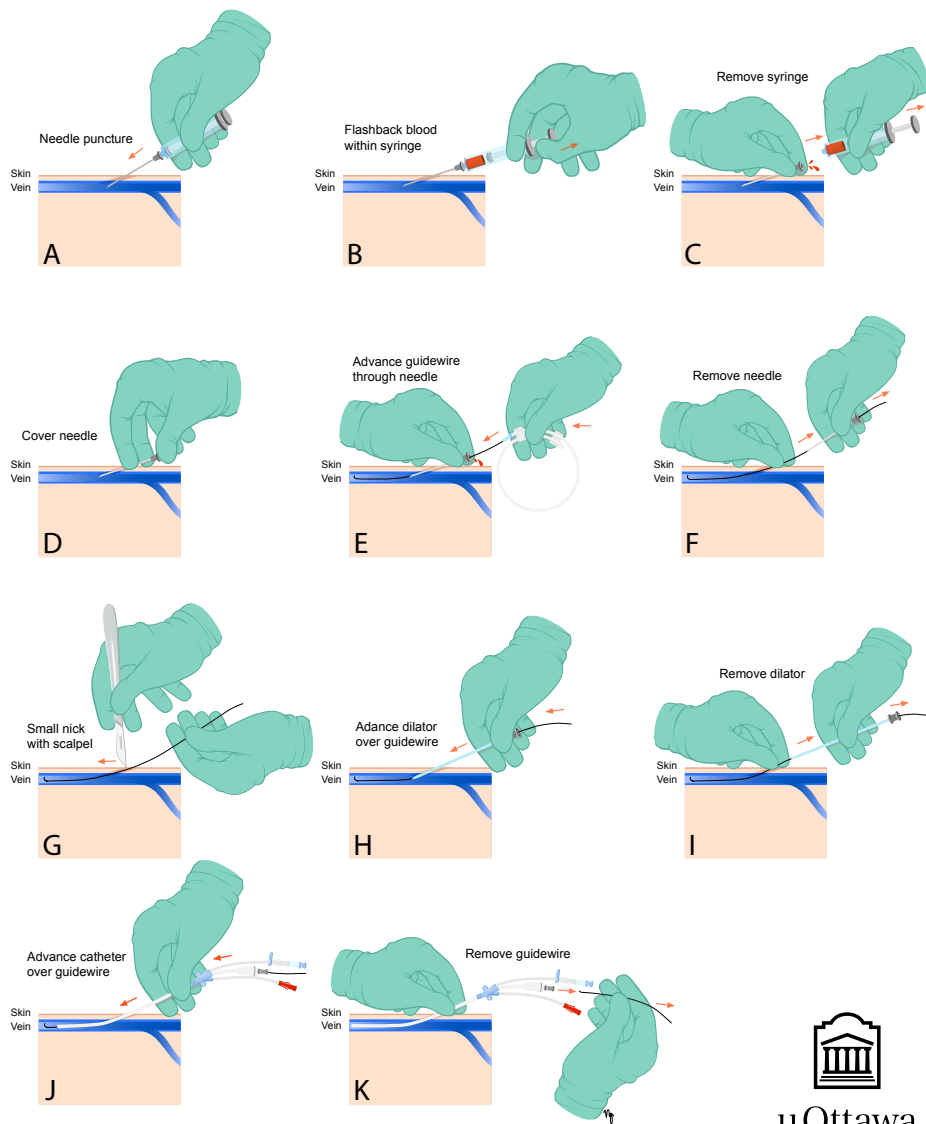 Needle puncture
Skin
Vein
A
Flashback blood
within syringe
Skin
Vein
B
Remove syringe
Skin
Vein
C
Cover needle
Skin
Vein
D
Advance guidewire
through needle
Skin
Vein
E
Remove needle
Skin
Vein
F
Small nick
with scalpel
Skin
Vein
G
Adance dilator
over guidewire
Skin
Vein
H
Remove dilator
Skin
Vein
I
Advance catheter
over guidewire
Skin
Vein
J
Remove guidewire
Skin
Vein
K
uOttawa